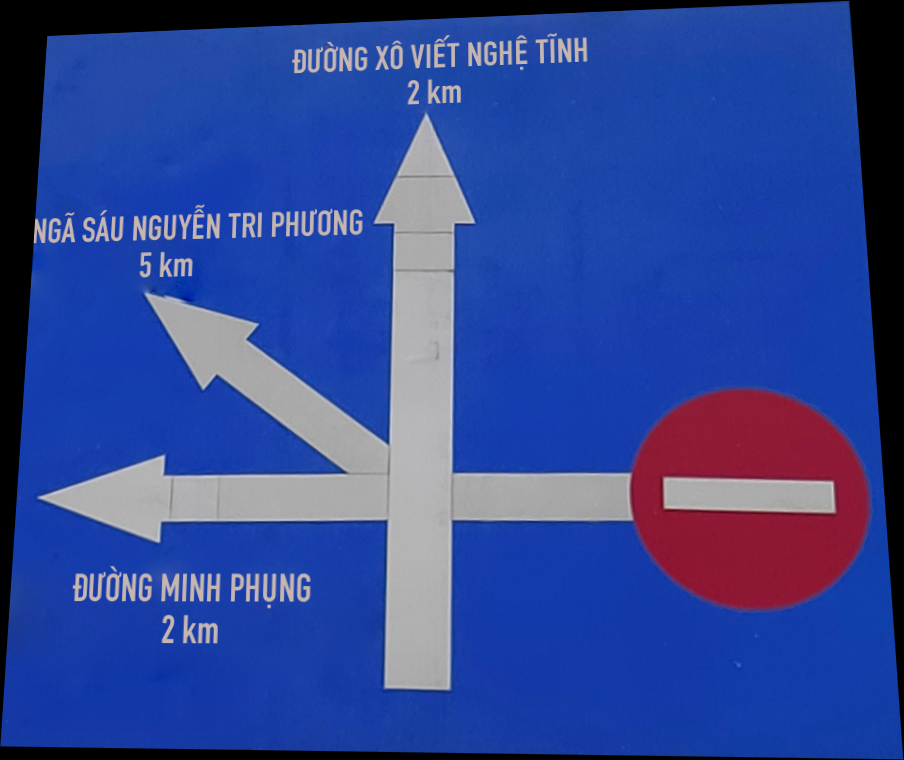 ĐƯỜNG XÔ VIẾT NGHỆ TĨNH
2 km
NGÃ SÁU NGUYỄN TRI PHƯƠNG
5 km
ĐƯỜNG MINH PHỤNG
2 km